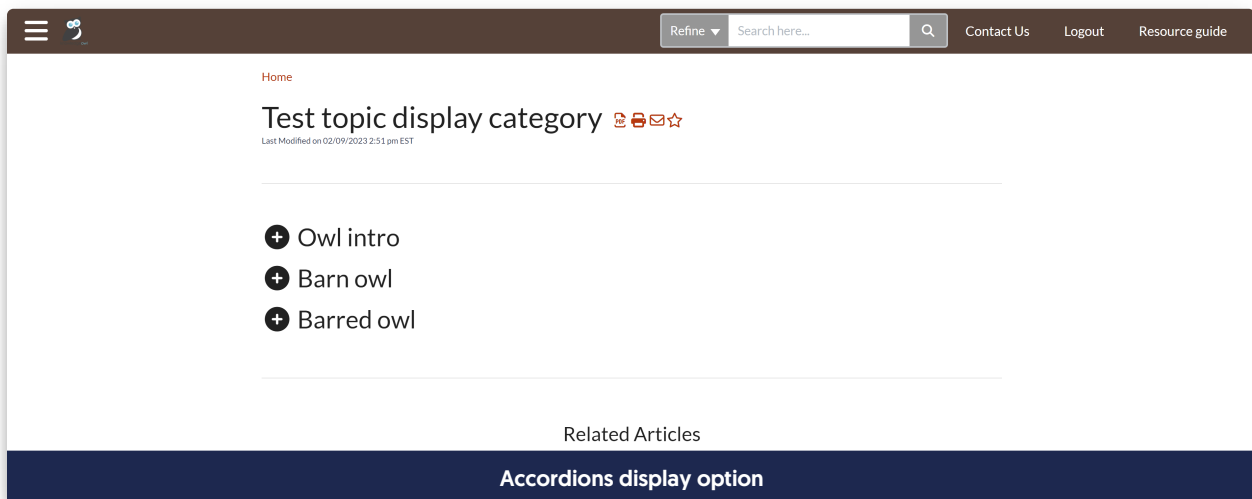 Refine Search here... Contact Us Logout Resource guide
Home
Test topic display category PDF
Last Modified on 02/09/2023 2:51 pm EST
Owl intro
Barn owl
Barred owl
Related Articles
Accordions display option